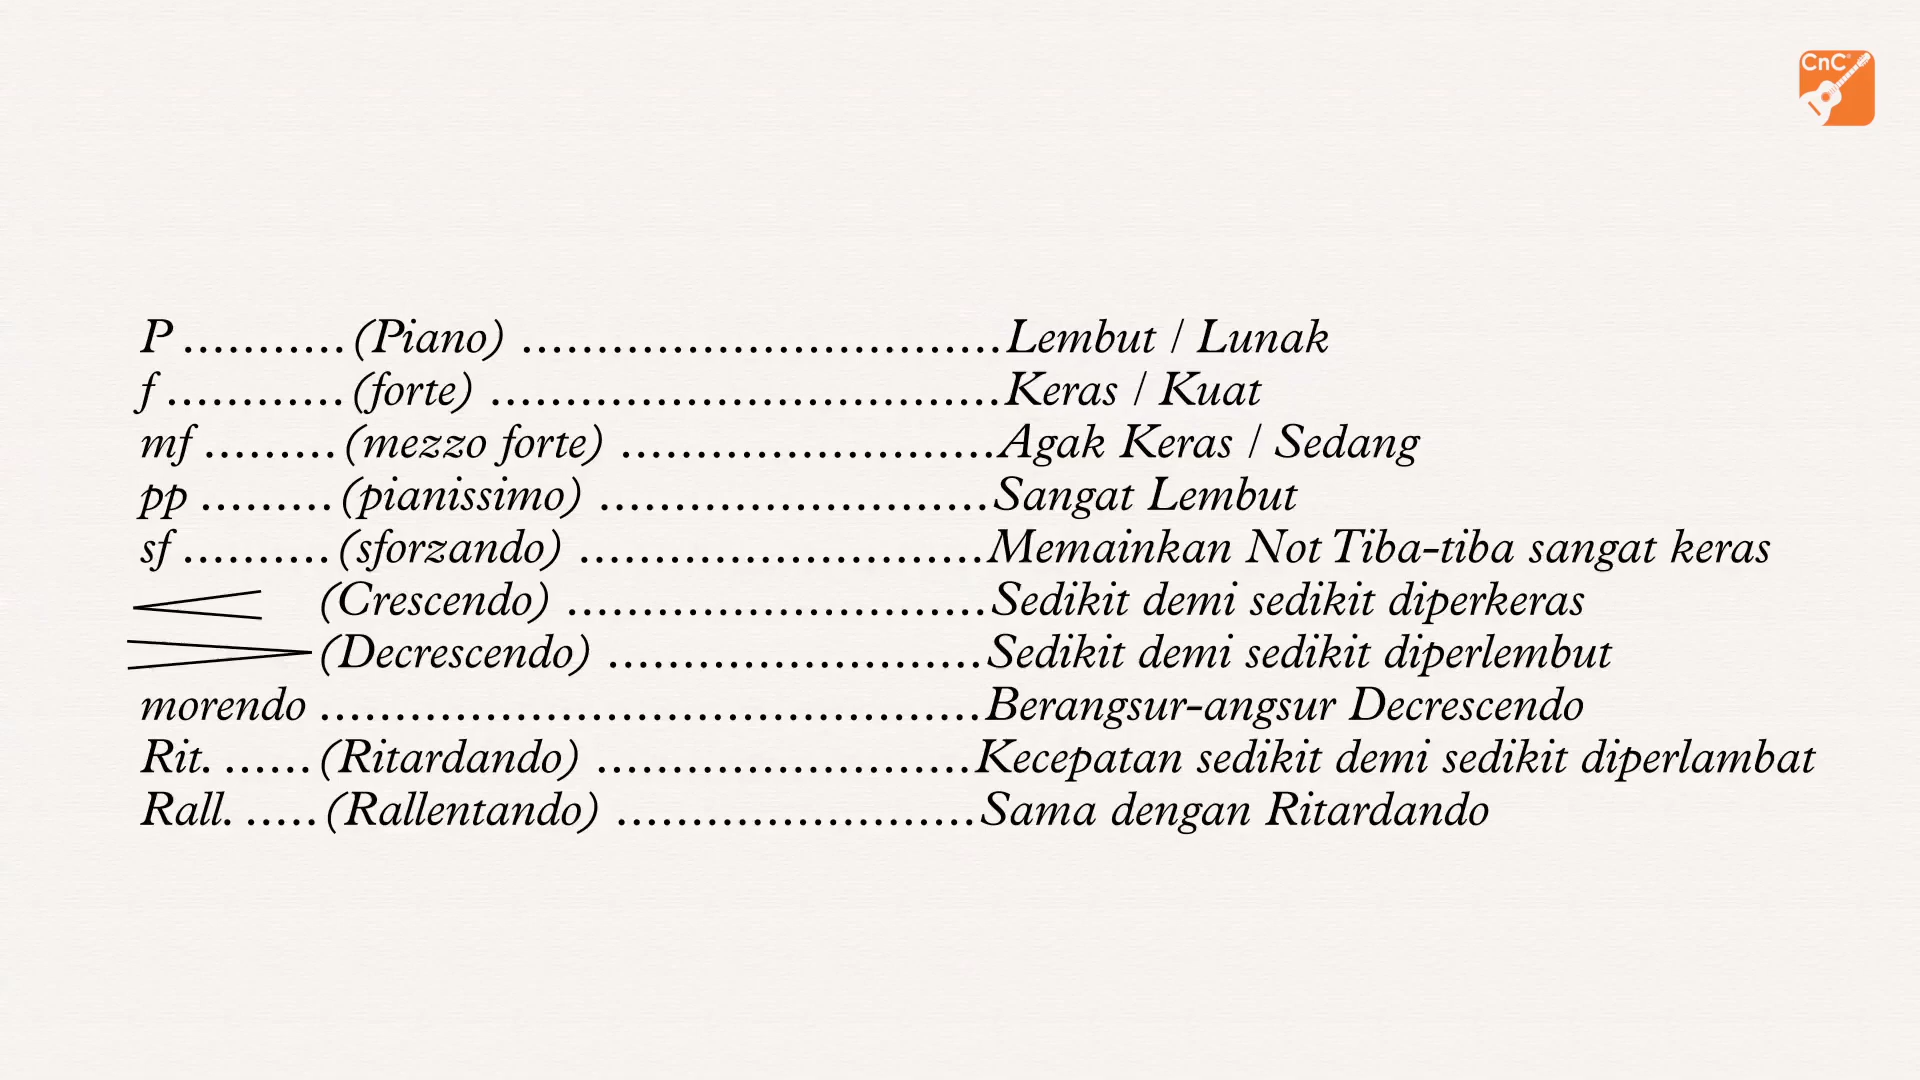 CnC
P ...........(Piano) ................................Lembut / Lunak
f ............(forte) ..................................Keras / Kuat
mf .........(mezzo forte) .........................Agak Keras / Sedang
pp .........(pianissimo) ..........................Sangat Lembut
sf ..........(sforzando) ...........................Memainkan Not Tiba-tiba sangat keras
(Crescendo) ............................Sedikit demi sedikit diperkeras
(Decrescendo) .........................Sedikit demi sedikit diperlembut
morendo ............................................Berangsur-angsur Decrescendo
Rit. ......(Ritardando) .........................Kecepatan sedikit demi sedikit diperlambat
Rall. .....(Rallentando) ........................Sama dengan Ritardando